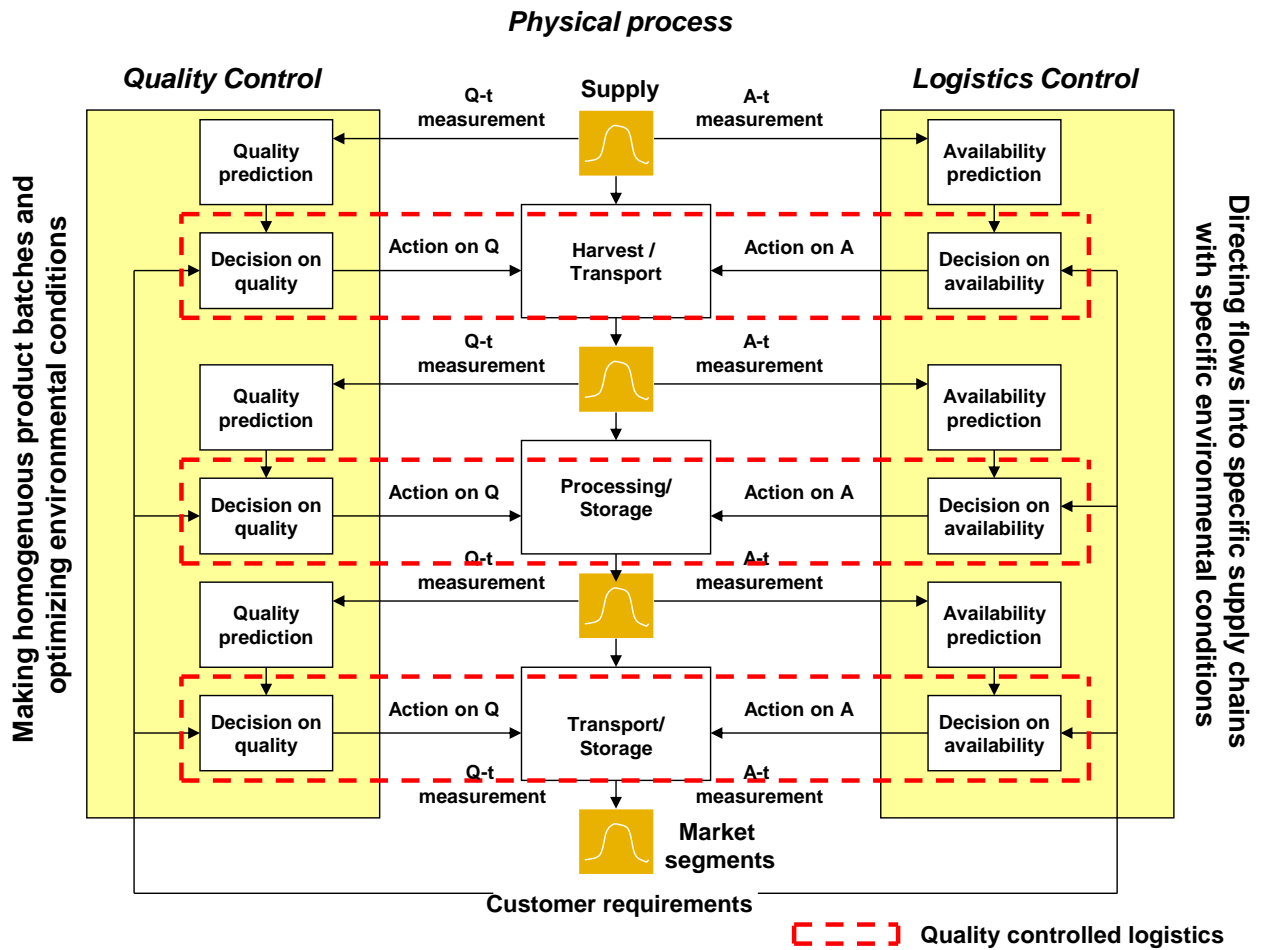 Physical process
Quality Control
Supply
Logistics Control
Q-t
measurement
A-t
measurement
Quality
prediction
Availability
prediction
Making homogenuous product batches and
optimizing environmental conditions
Directing flows into specific supply chains
with specific environmental conditions
Decision on
quality
Action on Q
Harvest /
Transport
Action on A
Decision on
availability
Q-t
measurement
A-t
measurement
Quality
prediction
Availability
prediction
Decision on
quality
Action on Q
Processing/
Storage
Action on A
Decision on
availability
Q-t
measurement
A-t
measurement
Quality
prediction
Availability
prediction
Decision on
quality
Action on Q
Transport/
Storage
Action on A
Decision on
availability
Q-t
measurement
A-t
measurement
Market
segments
Customer requirements
Quality controlled logistics